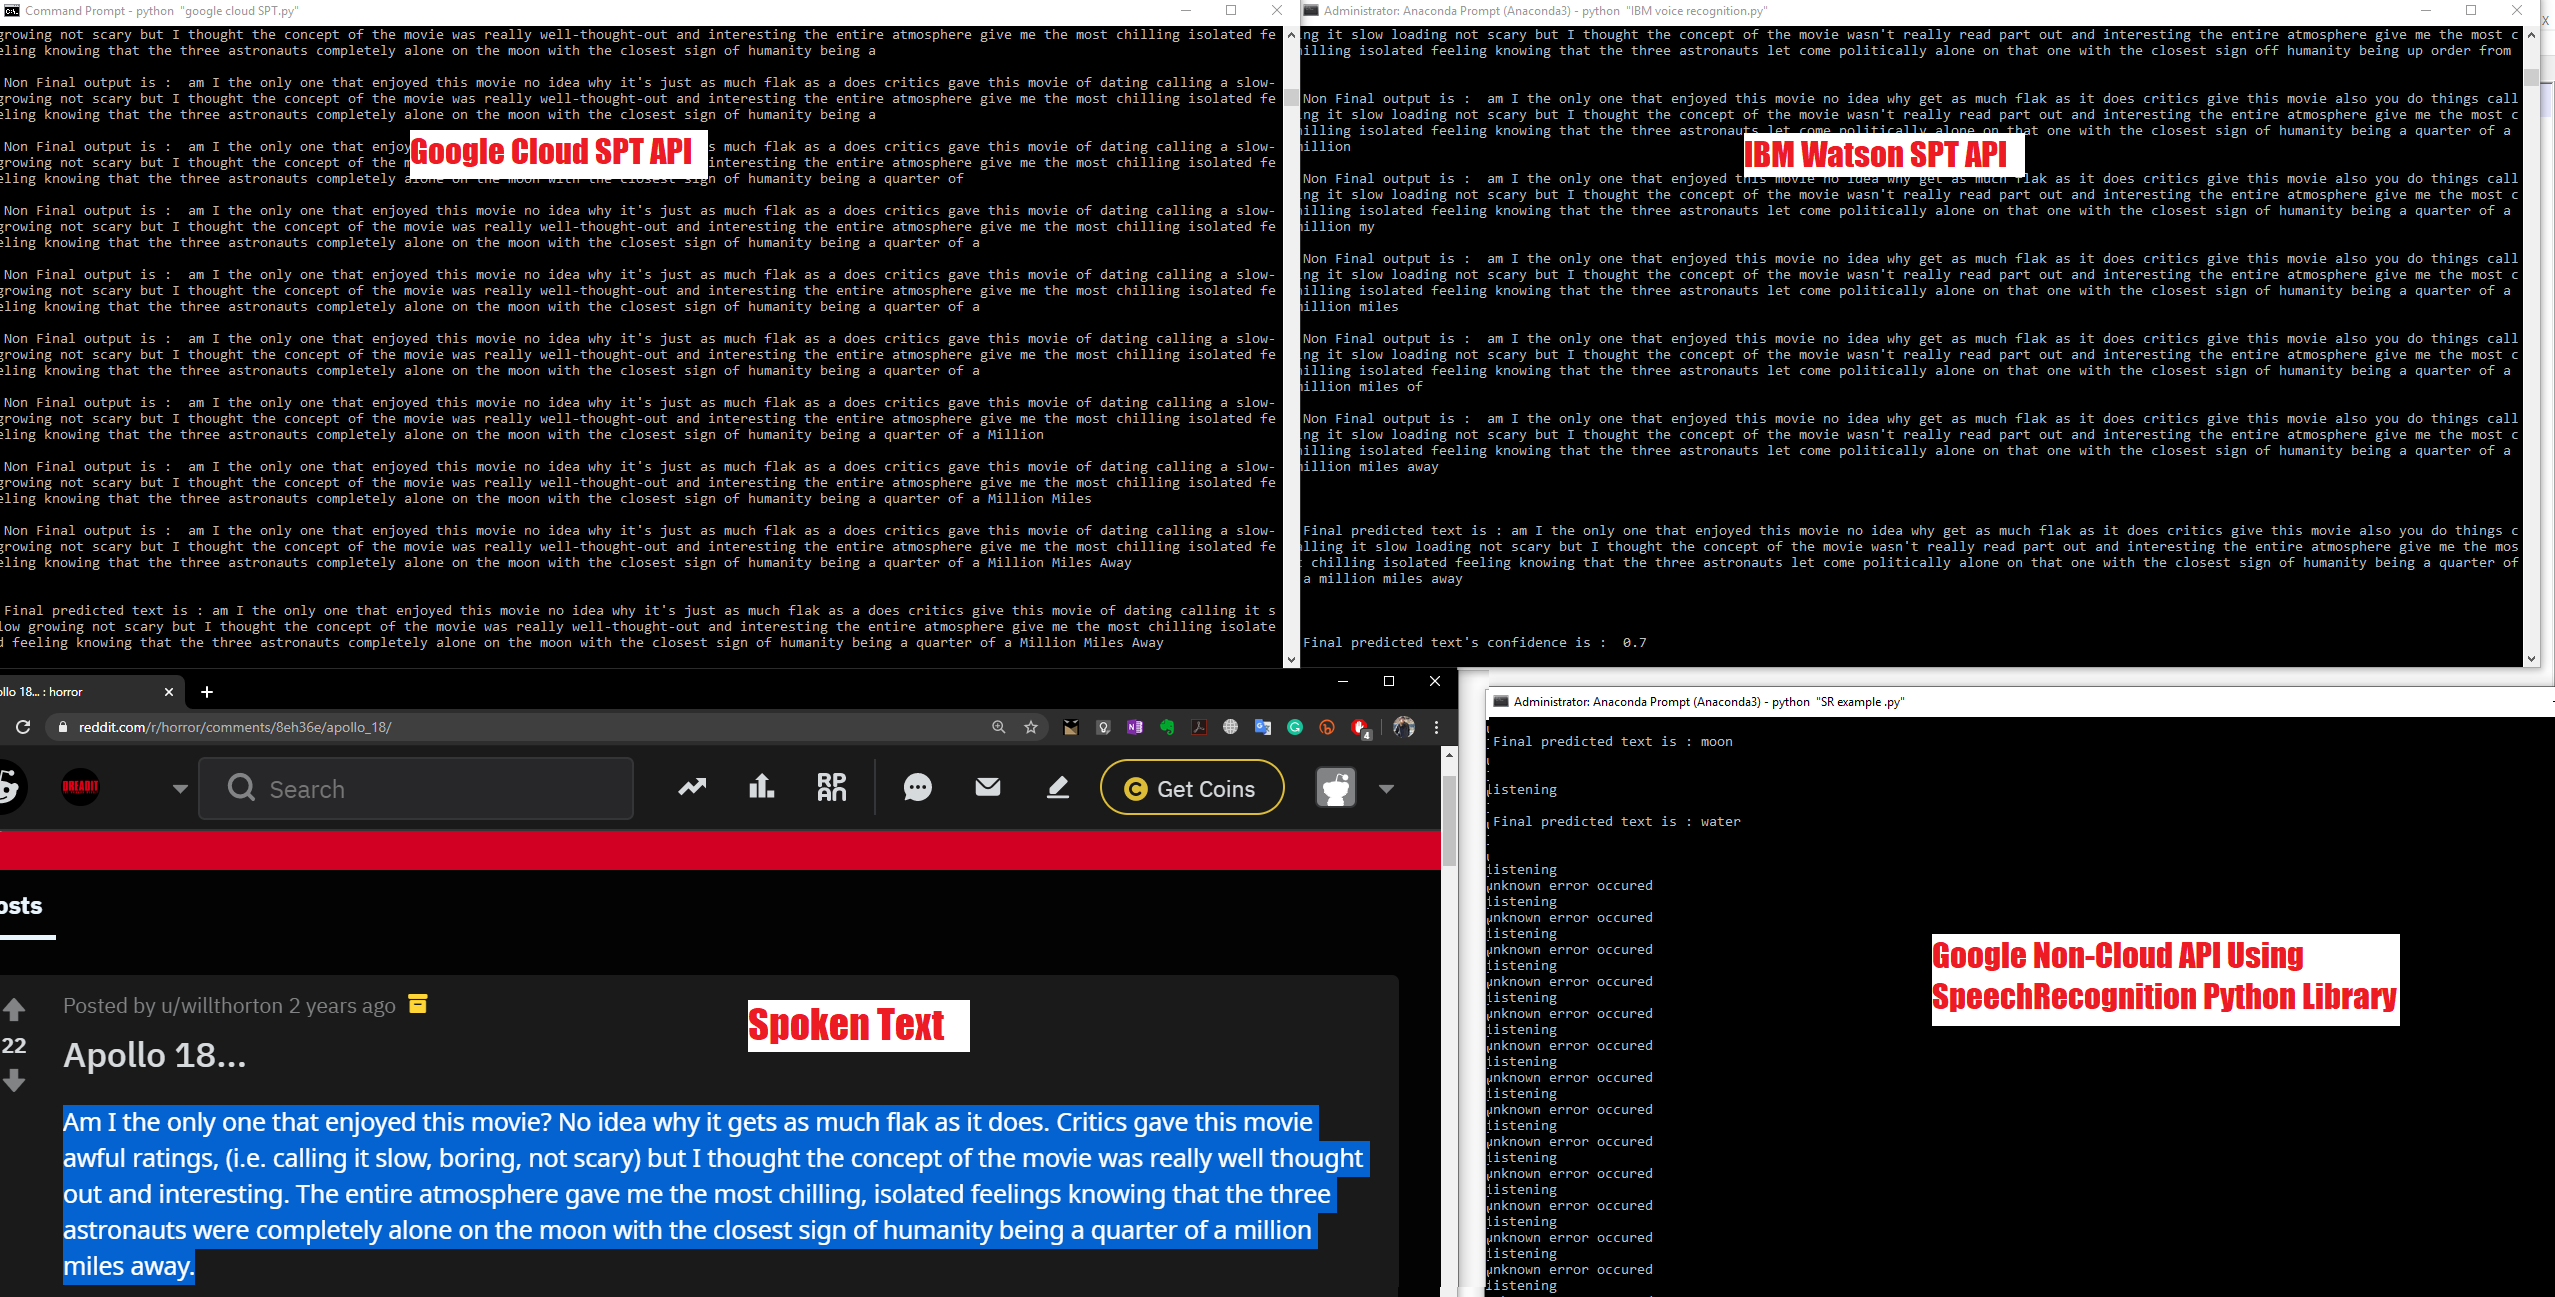 Command Prompt - python "google cloud SPT.py"
growing not scary but I thought the concept of the movie was really well-thought-out and interesting the entire atmosphere give me the most chilling isolated fe
eling knowing that the three astronauts completely alone on the moon with the closest sign of humanity being a
Non Final output is :  am I the only one that enjoyed this movie no idea why it's just as much flak as a does critics gave this movie of dating calling a slow-
growing not scary but I thought the concept of the movie was really well-thought-out and interesting the entire atmosphere give me the most chilling isolated fe
eling knowing that the three astronauts completely alone on the moon with the closest sign of humanity being a
Non Final output is :  am I the only one that enjoy s much flak as a does critics gave this movie of dating calling a slow-
growing not scary but I thought the concept of the interesting the entire atmosphere give me the most chilling isolated fe
eling knowing that the three astronauts completely alone on the moon with the closest sign of humanity being a quarter of
Google Cloud SPT API
Non Final output is :  am I the only one that enjoyed this movie no idea why it's just as much flak as a does critics gave this movie of dating calling a slow-
growing not scary but I thought the concept of the movie was really well-thought-out and interesting the entire atmosphere give me the most chilling isolated fe
eling knowing that the three astronauts completely alone on the moon with the closest sign of humanity being a quarter of a
Non Final output is :  am I the only one that enjoyed this movie no idea why it's just as much flak as a does critics gave this movie of dating calling a slow-
growing not scary but I thought the concept of the movie was really well-thought-out and interesting the entire atmosphere give me the most chilling isolated fe
eling knowing that the three astronauts completely alone on the moon with the closest sign of humanity being a quarter of a
Non Final output is :  am I the only one that enjoyed this movie no idea why it's just as much flak as a does critics gave this movie of dating calling a slow-
growing not scary but I thought the concept of the movie was really well-thought-out and interesting the entire atmosphere give me the most chilling isolated fe
eling knowing that the three astronauts completely alone on the moon with the closest sign of humanity being a quarter of a
Non Final output is :  am I the only one that enjoyed this movie no idea why it's just as much flak as a does critics gave this movie of dating calling a slow-
growing not scary but I thought the concept of the movie was really well-thought-out and interesting the entire atmosphere give me the most chilling isolated fe
eling knowing that the three astronauts completely alone on the moon with the closest sign of humanity being a quarter of a Million
Non Final output is :  am I the only one that enjoyed this movie no idea why it's just as much flak as a does critics gave this movie of dating calling a slow-
growing not scary but I thought the concept of the movie was really well-thought-out and interesting the entire atmosphere give me the most chilling isolated fe
eling knowing that the three astronauts completely alone on the moon with the closest sign of humanity being a quarter of a Million Miles
Non Final output is :  am I the only one that enjoyed this movie no idea why it's just as much flak as a does critics gave this movie of dating calling a slow-
growing not scary but I thought the concept of the movie was really well-thought-out and interesting the entire atmosphere give me the most chilling isolated fe
eling knowing that the three astronauts completely alone on the moon with the closest sign of humanity being a quarter of a Million Miles Away
Final predicted text is : am I the only one that enjoyed this movie no idea why it's just as much flak as a does critics give this movie of dating calling it s
low growing not scary but I thought the concept of the movie was really well-thought-out and interesting the entire atmosphere give me the most chilling isolate
d feeling knowing that the three astronauts completely alone on the moon with the closest sign of humanity being a quarter of a Million Miles Away
Administrator: Anaconda Prompt (Anaconda3) - python "IBM voice recognition.py"
ng it slow loading not scary but I thought the concept of the movie wasn't really read part out and interesting the entire atmosphere give me the most c
hilling isolated feeling knowing that the three astronauts let come politically alone on that one with the closest sign off humanity being up order from
Non Final output is :  am I the only one that enjoyed this movie no idea why get as much flak as it does critics give this movie also you do things call
ng it slow loading not scary but I thought the concept of the movie wasn't really read part out and interesting the entire atmosphere give me the most c
hilling isolated feeling knowing that the three astronauts let come politically alone on that one with the closest sign of humanity being a quarter of a
million
IBM Watson SPT API
Non Final output is :  am I the only one that enjoyed this movie no idea why get as much flak as it does critics give this movie also you do things call
ng it slow loading not scary but I thought the concept of the movie wasn't really read part out and interesting the entire atmosphere give me the most c
hilling isolated feeling knowing that the three astronauts let come politically alone on that one with the closest sign of humanity being a quarter of a
million my
Non Final output is :  am I the only one that enjoyed this movie no idea why get as much flak as it does critics give this movie also you do things call
ng it slow loading not scary but I thought the concept of the movie wasn't really read part out and interesting the entire atmosphere give me the most c
hilling isolated feeling knowing that the three astronauts let come politically alone on that one with the closest sign of humanity being a quarter of a
million miles
Non Final output is :  am I the only one that enjoyed this movie no idea why get as much flak as it does critics give this movie also you do things call
ng it slow loading not scary but I thought the concept of the movie wasn't really read part out and interesting the entire atmosphere give me the most c
hilling isolated feeling knowing that the three astronauts let come politically alone on that one with the closest sign of humanity being a quarter of a
million miles of
Non Final output is :  am I the only one that enjoyed this movie no idea why get as much flak as it does critics give this movie also you do things call
ng it slow loading not scary but I thought the concept of the movie wasn't really read part out and interesting the entire atmosphere give me the most c
hilling isolated feeling knowing that the three astronauts let come politically alone on that one with the closest sign of humanity being a quarter of a
million miles away
Final predicted text is : am I the only one that enjoyed this movie no idea why get as much flak as it does critics give this movie also you do things c
alling it slow loading not scary but I thought the concept of the movie wasn't really read part out and interesting the entire atmosphere give me the mos
t chilling isolated feeling knowing that the three astronauts let come politically alone on that one with the closest sign of humanity being a quarter of
a million miles away
Final predicted text's confidence is :  0.7
ollo 18... : horror
reddit.com/r/horror/comments/8eh36e/apollo_18/
4
DREADIT
Search
RPAN
Get Coins
osts
Posted by u/willthorton 2 years ago
22
Spoken Text
Apollo 18...
Am I the only one that enjoyed this movie? No idea why it gets as much flak as it does. Critics gave this movie
awful ratings, (i.e. calling it slow, boring, not scary) but I thought the concept of the movie was really well thought
out and interesting. The entire atmosphere gave me the most chilling, isolated feelings knowing that the three
astronauts were completely alone on the moon with the closest sign of humanity being a quarter of a million
miles away.
Administrator: Anaconda Prompt (Anaconda3) - python "SR example .py"
Final predicted text is : moon
listening
Final predicted text is : water
listening
unknown error occured
listening
unknown error occured
listening
unknown error occured
listening
unknown error occured
listening
unknown error occured
listening
unknown error occured
listening
unknown error occured
listening
unknown error occured
listening
unknown error occured
listening
unknown error occured
listening
unknown error occured
listening
unknown error occured
listening
unknown error occured
listening
Google Non-Cloud API Using
SpeechRecognition Python Library